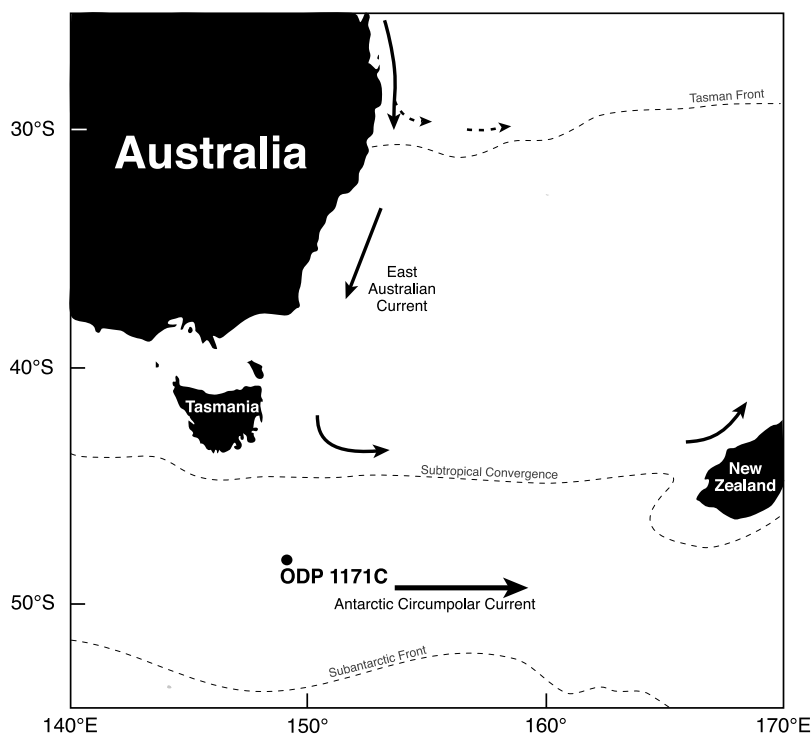 Tasman Front
30°S
Australia
East
Australian
Current
40°S
Tasmania
Subtropical Convergence
New
Zealand
ODP 1171C
50°S
Antarctic Circumpolar Current
Subantarctic Front
140°E
150°
160°
170°E